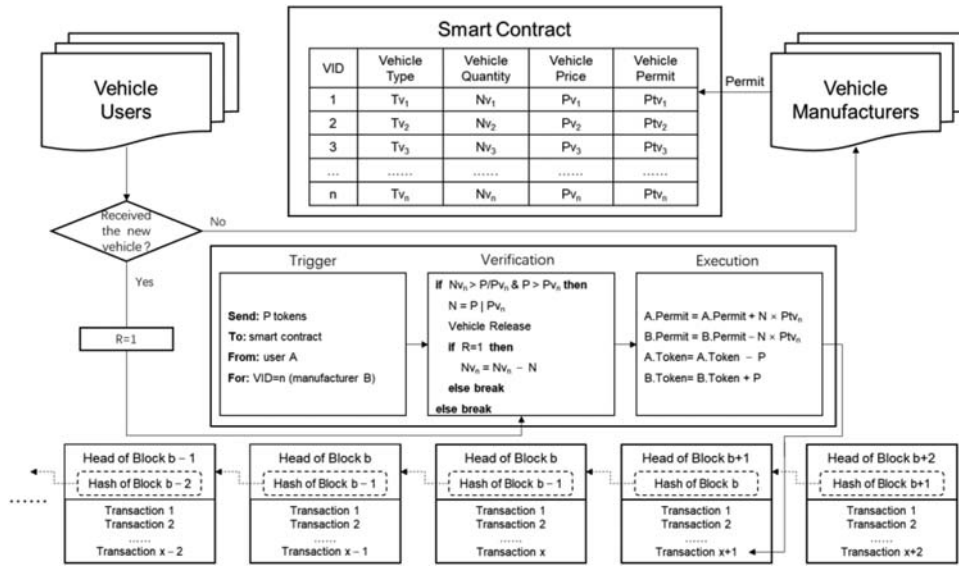 Smart Contract
Vehicle
Users
VID
Vehicle
Type
Vehicle
Quantity
Vehicle
Price
Vehicle
Permit
1 Tv₁ Nv₁ Pv₁ Ptv₁
2 Tv₂ Nv₂ Pv₂ Ptv₂
3 Tv₃ Nv₃ Pv₃ Ptv₃
... ...... ...... ...... ......
n Tvₙ Nvₙ Pvₙ Ptvₙ
Permit
Vehicle
Manufacturers
Received
the new
vehicle?
No
Yes
R=1
Trigger
Send: P tokens
To: smart contract
From: user A
For: VID=n (manufacturer B)
Verification
if Nvₙ > P/Pvₙ & P > Pvₙ then
N = P | Pvₙ
Vehicle Release
if R=1 then
Nvₙ = Nvₙ − N
else break
else break
Execution
A.Permit = A.Permit + N × Ptvₙ
B.Permit = B.Permit − N × Ptvₙ
A.Token= A.Token − P
B.Token= B.Token + P
......
Head of Block b − 1
Hash of Block b − 2
Transaction 1
Transaction 2
......
Transaction x − 2
Head of Block b
Hash of Block b − 1
Transaction 1
Transaction 2
......
Transaction x − 1
Head of Block b
Hash of Block b − 1
Transaction 1
Transaction 2
......
Transaction x
Head of Block b+1
Hash of Block b
Transaction 1
Transaction 2
......
Transaction x+1
Head of Block b+2
Hash of Block b+1
Transaction 1
Transaction 2
......
Transaction x+2